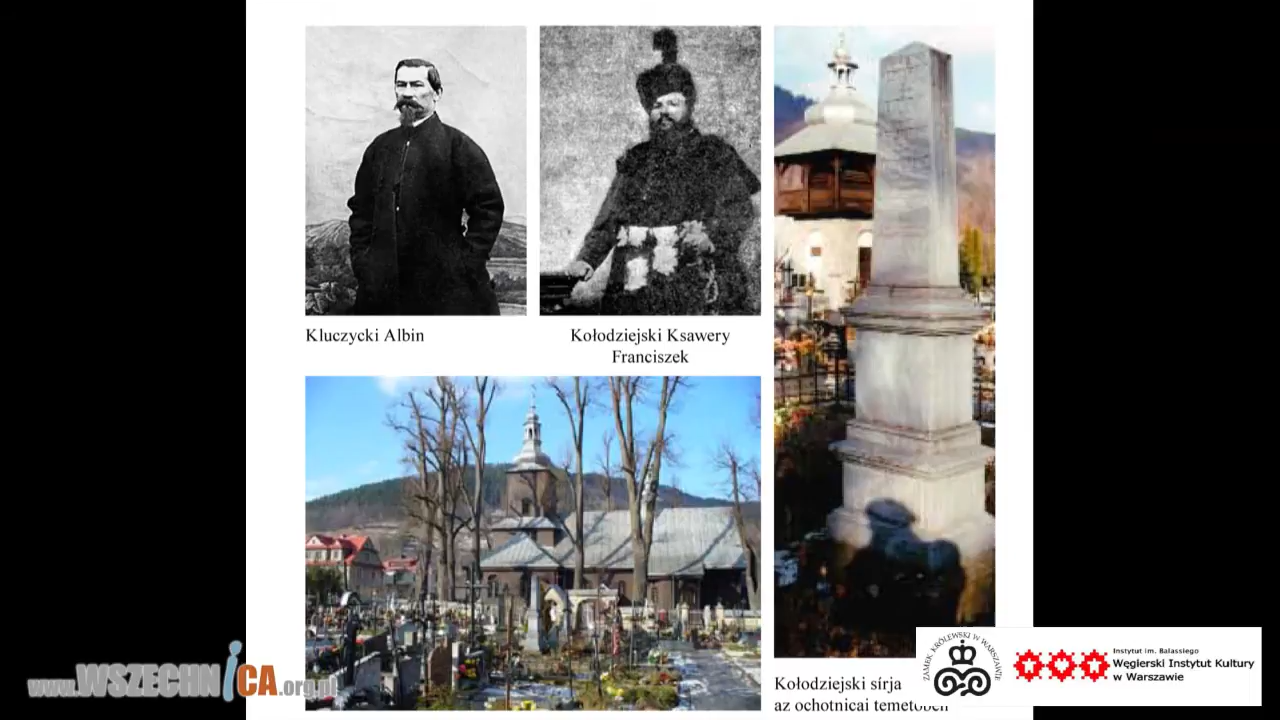 Kluczycki Albin
Kołodziejski Ksawery
Franciszek
Kołodziejski sírja
az ochotnicai temetőben
www.WSZECHNICA.org.pl
ZAMEK KRÓLEWSKI W WARSZAWIE
Instytut im. Balassiego
Węgierski Instytut Kultury
w Warszawie